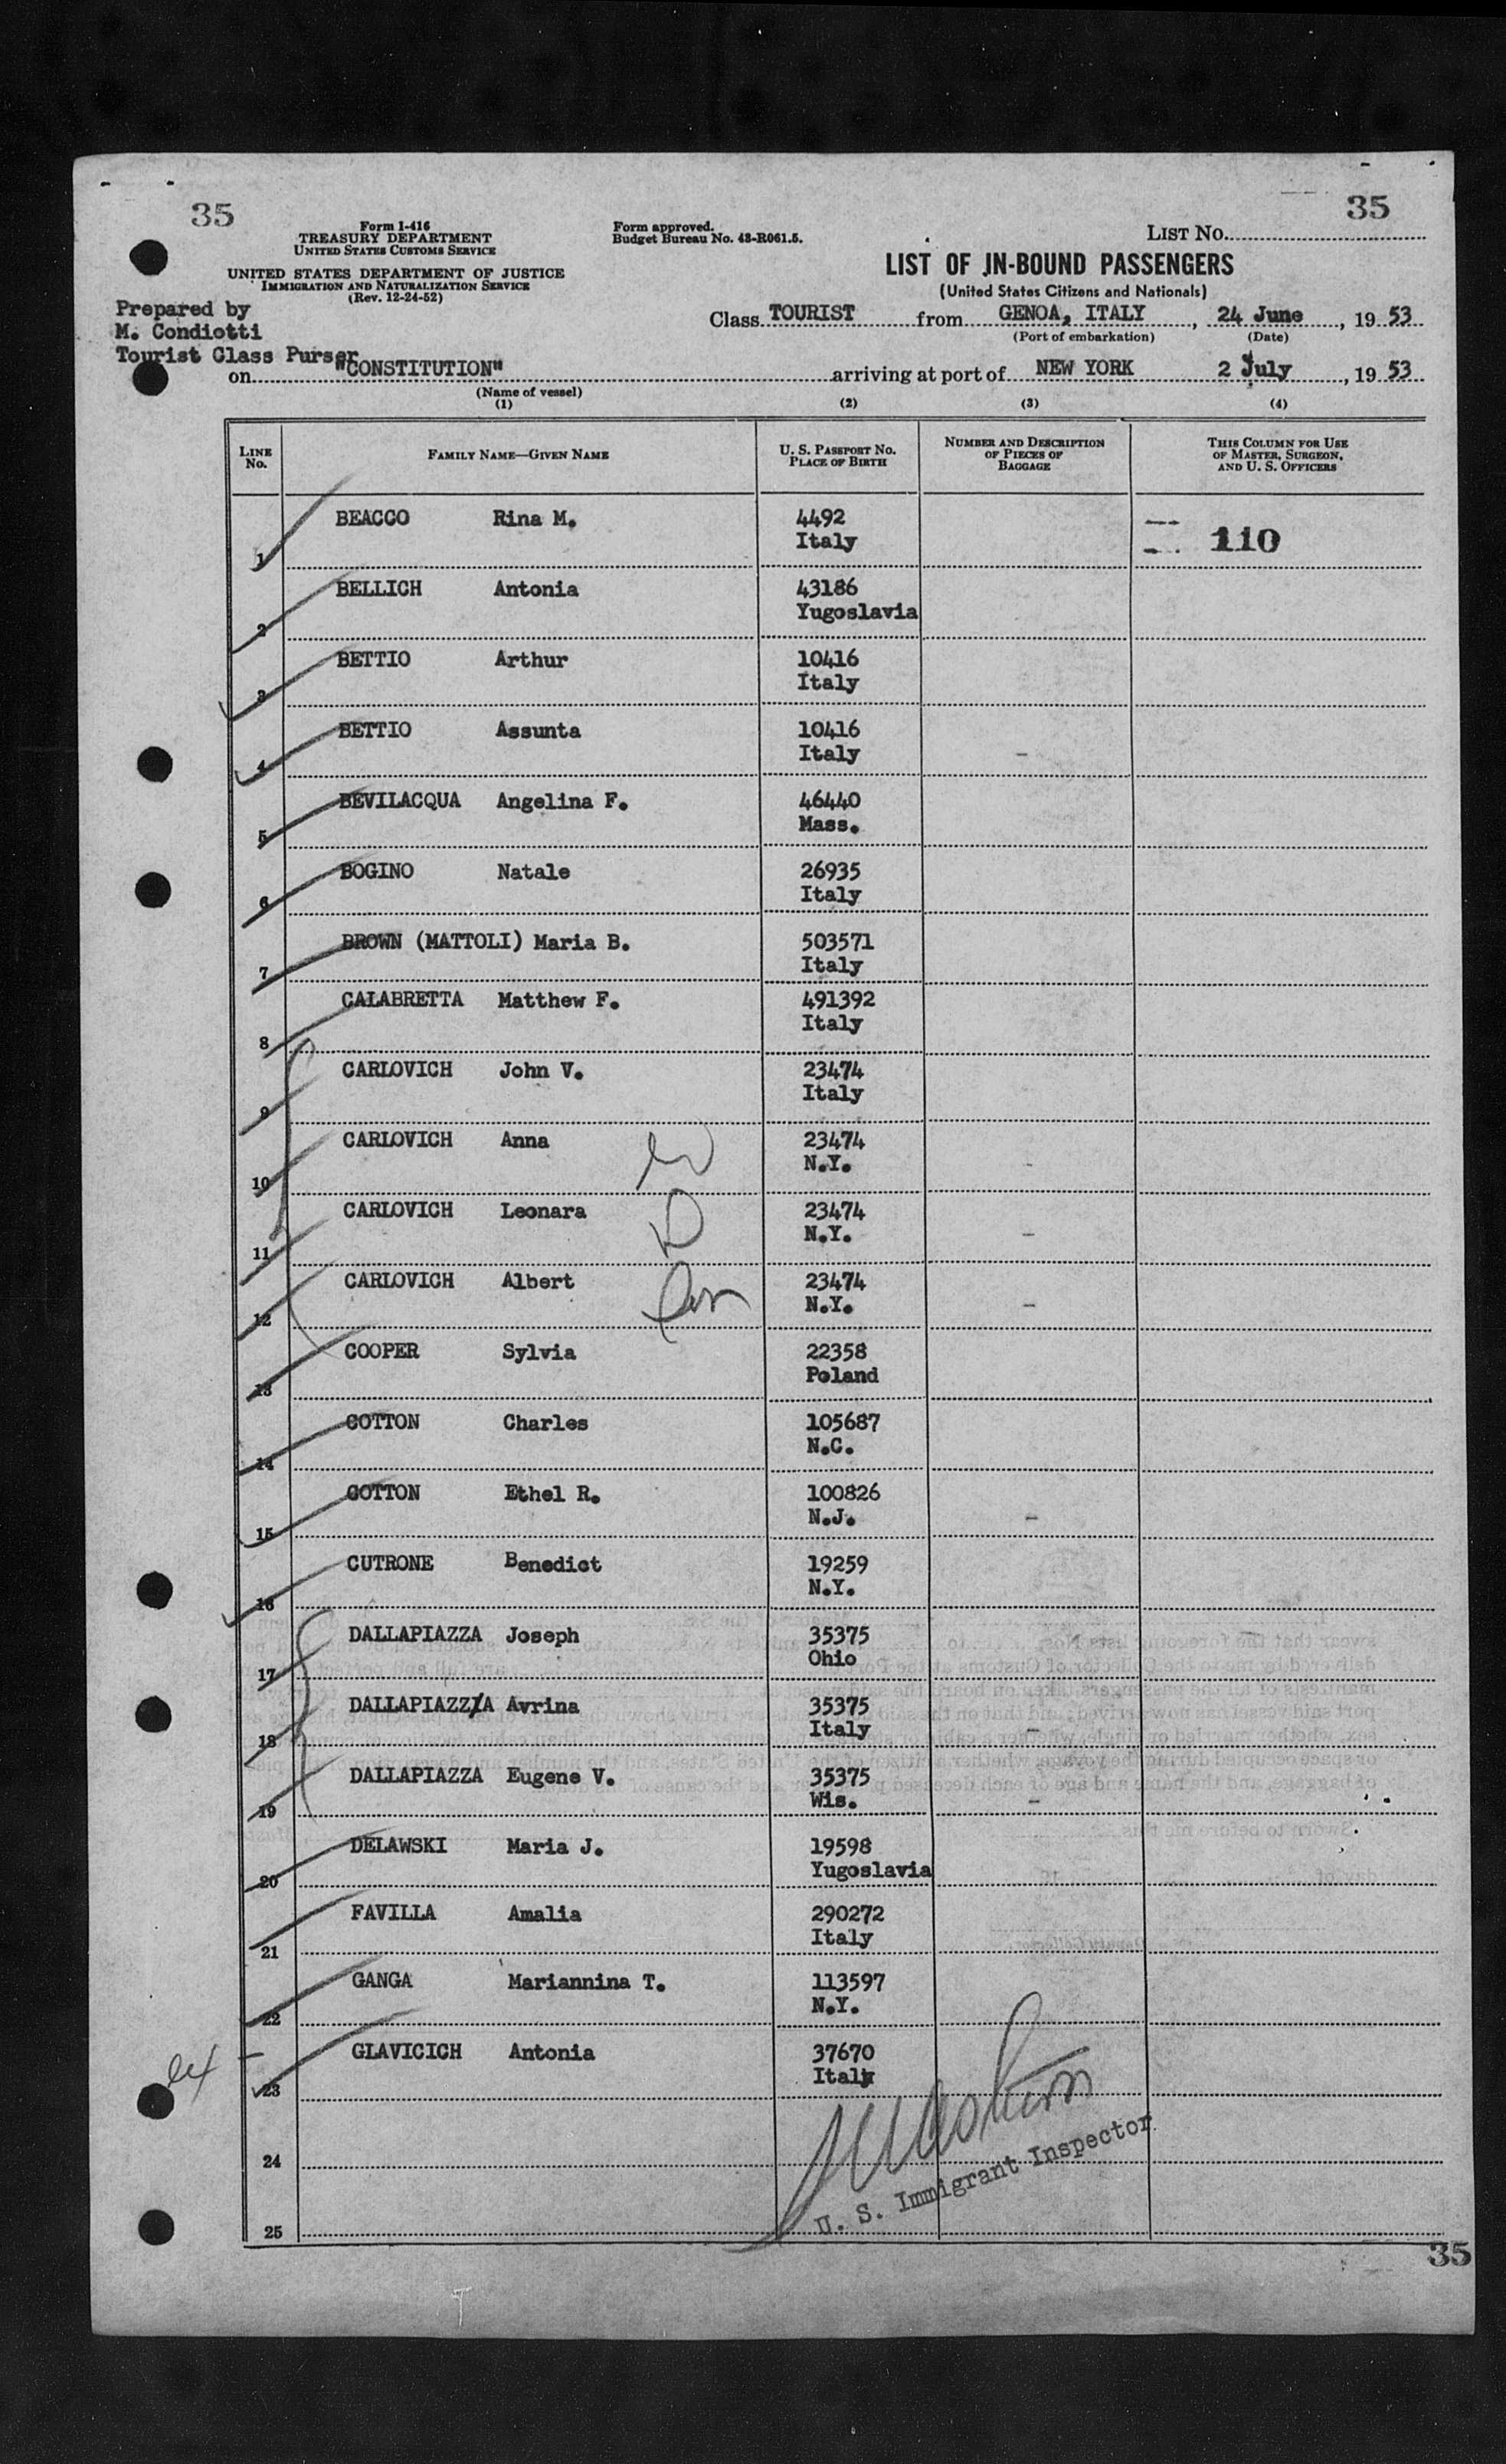 35
35
Form I-416
TREASURY DEPARTMENT
UNITED STATES CUSTOMS SERVICE
UNITED STATES DEPARTMENT OF JUSTICE
IMMIGRATION AND NATURALIZATION SERVICE
(Rev. 12-24-52)
Form approved.
Budget Bureau No. 43-R061.5.
LIST NO.
LIST OF IN-BOUND PASSENGERS
(United States Citizens and Nationals)
Prepared by
M. Condiotti
Tourist Class Purser
Class TOURIST from GENOA, ITALY, 24 June, 19 53
(Port of embarkation) (Date)
on "CONSTITUTION" arriving at port of NEW YORK 2 July, 19 53
(Name of vessel)
(1) (2) (3) (4)
LINE No. FAMILY NAME—GIVEN NAME U. S. PASSPORT NO. PLACE OF BIRTH NUMBER AND DESCRIPTION OF PIECES OF BAGGAGE THIS COLUMN FOR USE OF MASTER, SURGEON, AND U. S. OFFICERS
1 BEACCO Rina M. 4492 110
Italy
2 BELLICH Antonia 43186
Yugoslavia
3 BETTIO Arthur 10416
Italy
4 BETTIO Assunta 10416
Italy
5 BEVILACQUA Angelina F. 46440
Mass.
6 BOGINO Natale 26935
Italy
7 BROWN (MATTOLI) Maria B. 503571
Italy
8 CALABRETTA Matthew F. 491392
Italy
9 CARLOVICH John V. 23474
Italy
10 CARLOVICH Anna 23474
N.Y.
11 CARLOVICH Leonara 23474
N.Y.
12 CARLOVICH Albert 23474
N.Y.
13 COOPER Sylvia 22358
Poland
14 COTTON Charles 105687
N.C.
15 COTTON Ethel R. 100826
N.J.
16 CUTRONE Benedict 19259
N.Y.
17 DALLAPIAZZA Joseph 35375
Ohio
18 DALLAPIAZZA Avrina 35375
Italy
19 DALLAPIAZZA Eugene V. 35375
Wis.
20 DELAWSKI Maria J. 19598
Yugoslavia
21 FAVILLA Amalia 290272
Italy
22 GANGA Mariannina T. 113597
N.Y.
23 GLAVICICH Antonia 37670
Italy
24
U. S. Immigrant Inspector
25
35